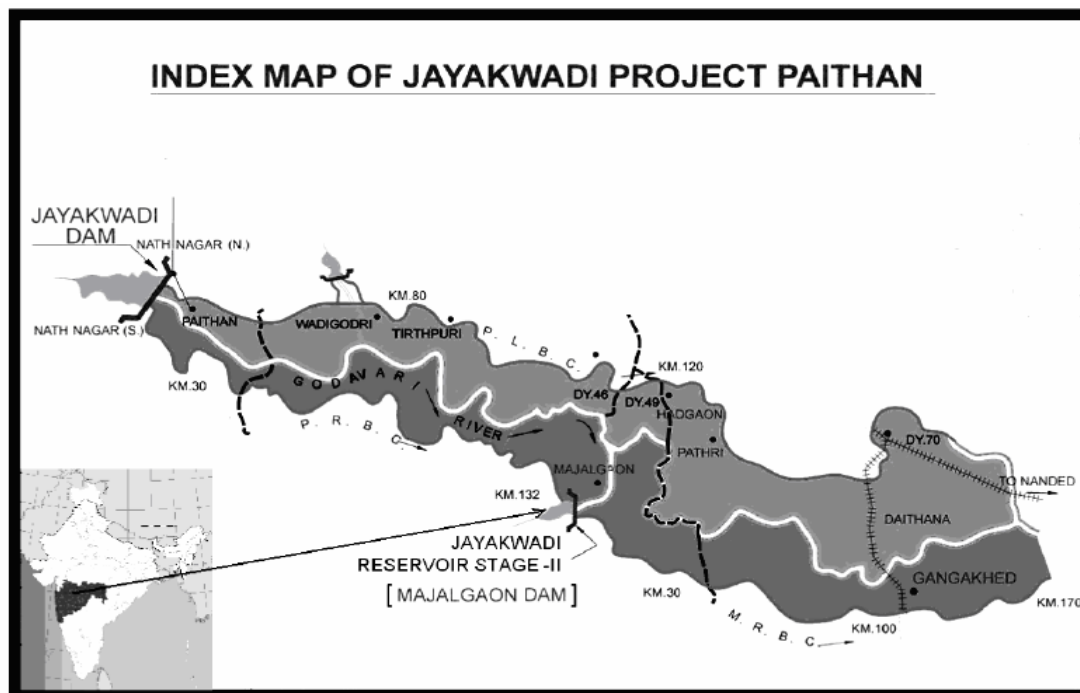 INDEX MAP OF JAYAKWADI PROJECT PAITHAN
JAYAKWADI
DAM
NATH NAGAR (N.)
NATH NAGAR (S.)
PAITHAN
WADIGODRI
KM.80
TIRTHPURI
P. L. B. C.
KM.30
GODAVARI
RIVER
P. R. B. C.
DY.46
DY.49
KM.120
HADGAON
PATHRI
DY.70
TO NANDED
MAJALGAON
KM.132
JAYAKWADI
RESERVOIR STAGE -II
[MAJALGAON DAM]
DAITHANA
GANGAKHED
KM.30
M. R. B. C
KM.100
KM.170